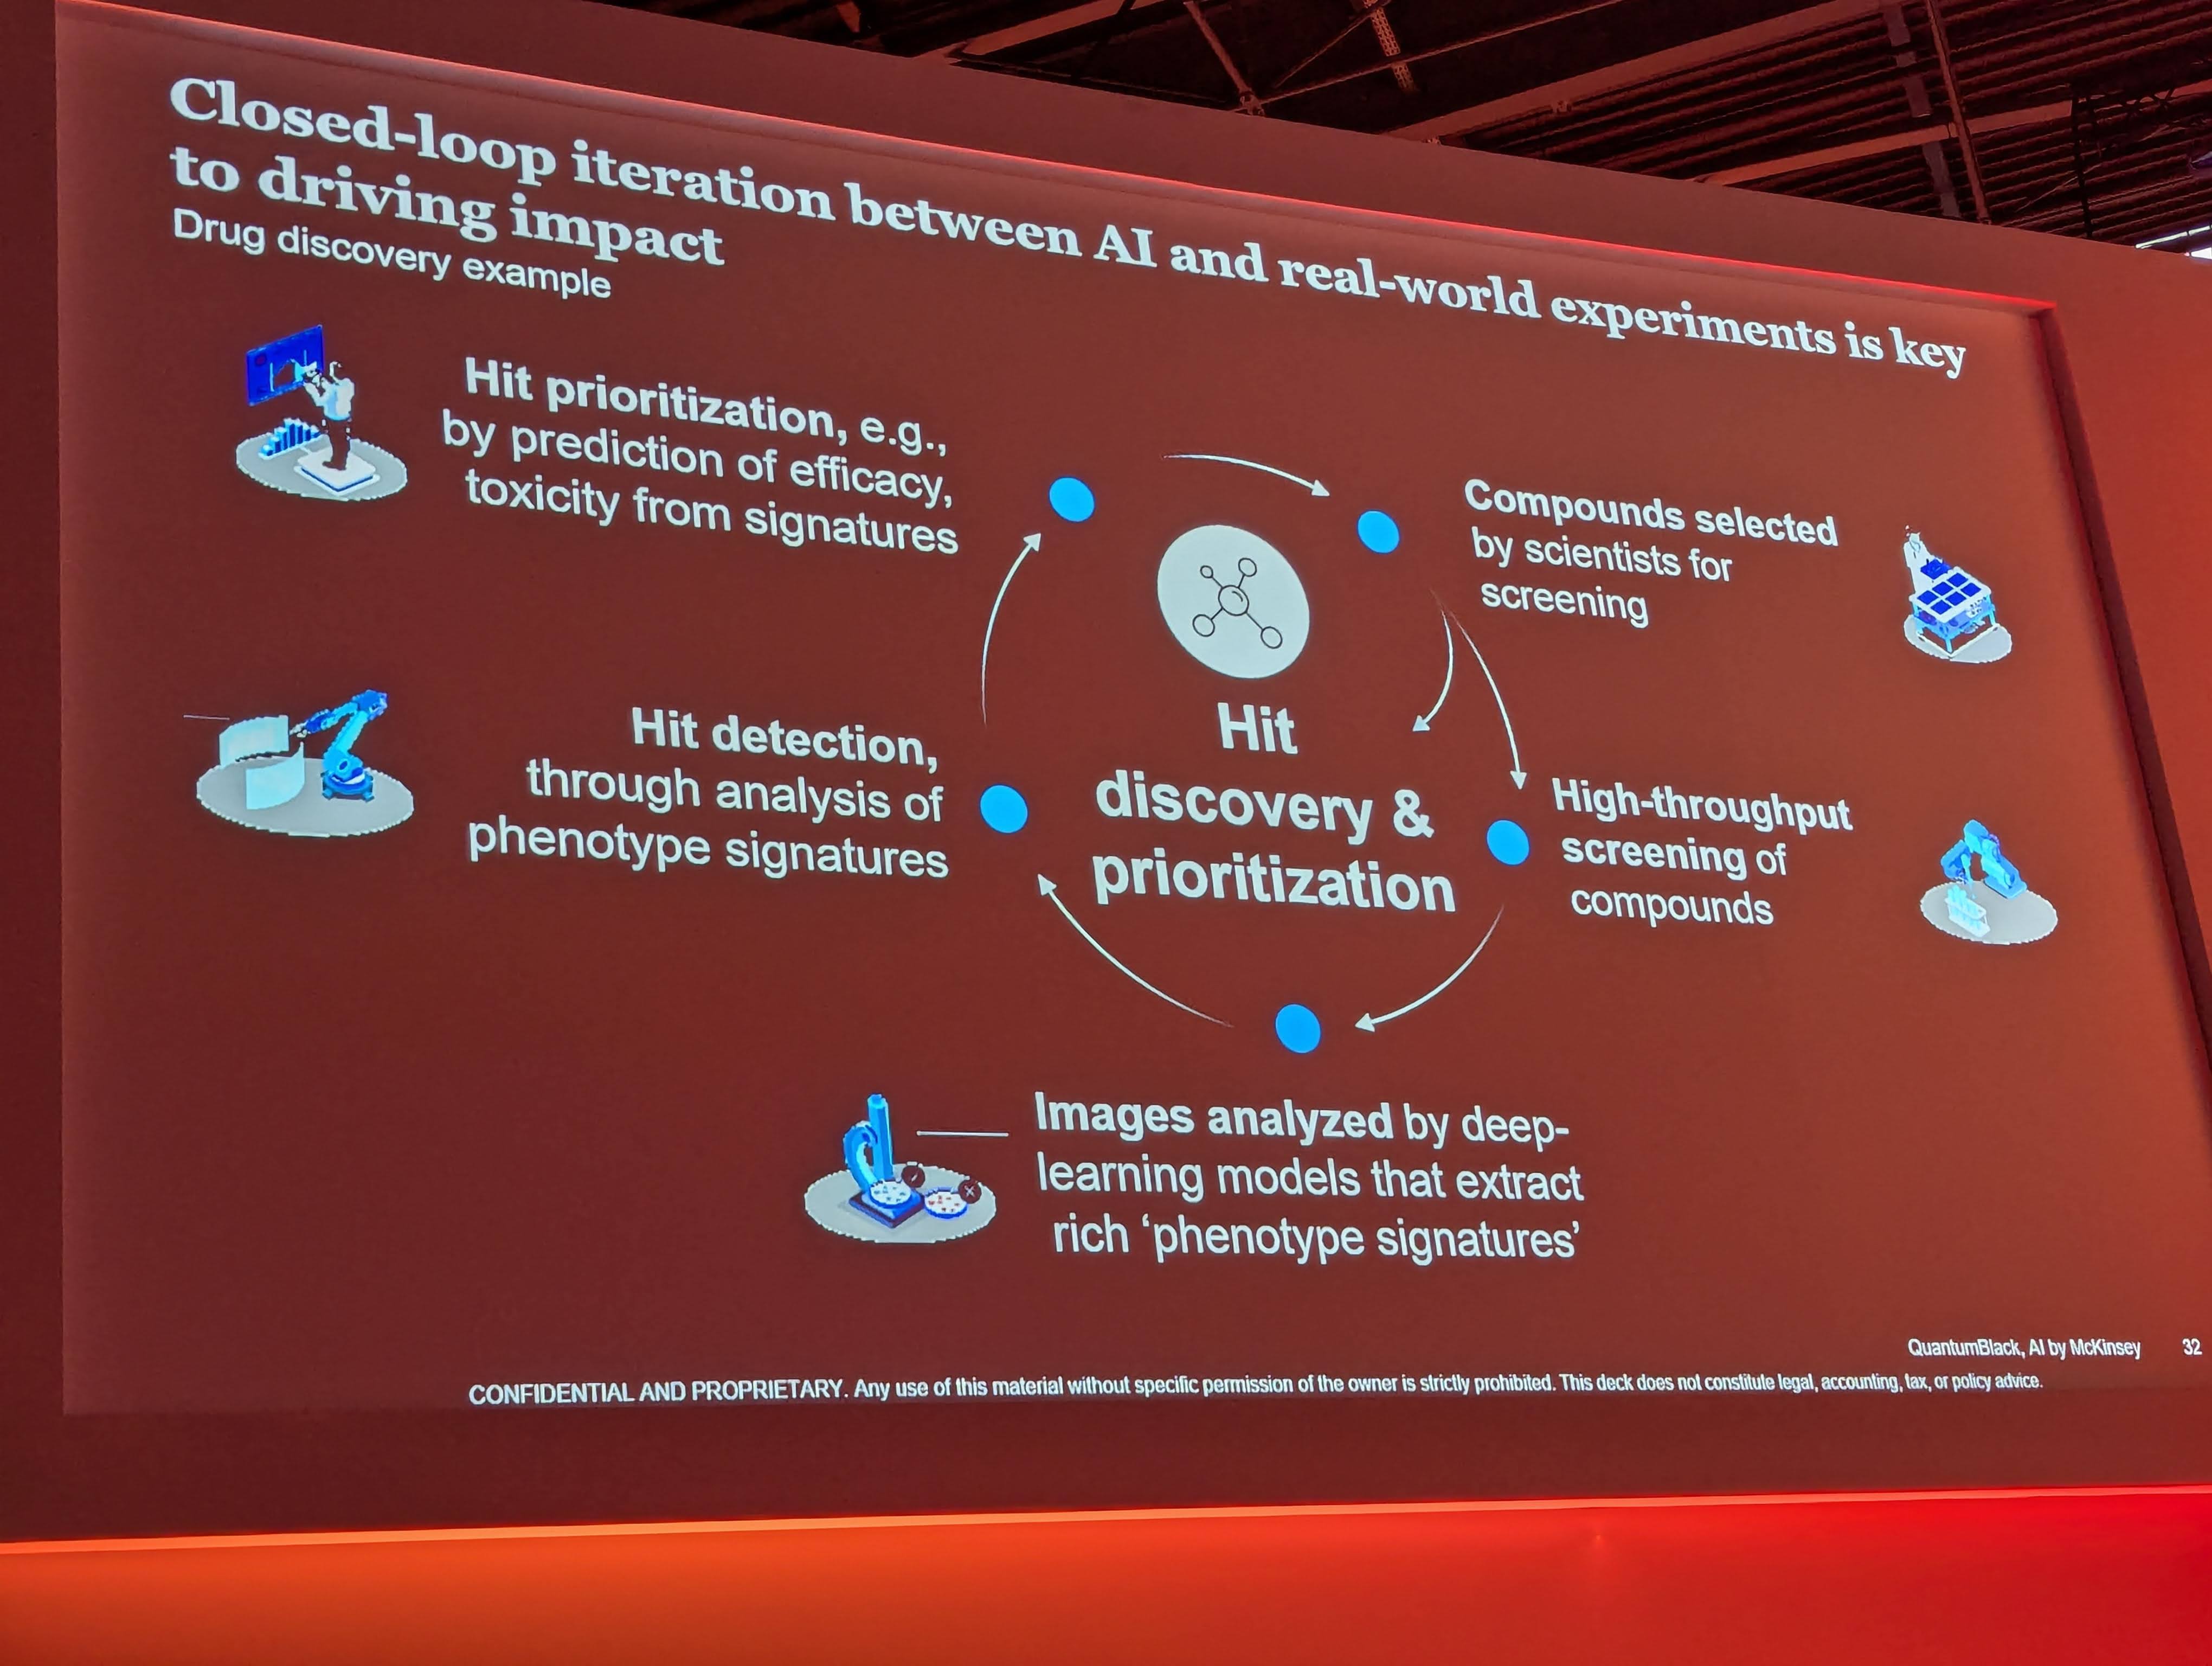 Closed-loop iteration between AI and real-world experiments is key
to driving impact
Drug discovery example
Hit prioritization, e.g.,
by prediction of efficacy,
toxicity from signatures
Compounds selected
by scientists for
screening
Hit detection,
through analysis of
phenotype signatures
Hit
discovery &
prioritization
High-throughput
screening of
compounds
Images analyzed by deep-
learning models that extract
rich ‘phenotype signatures’
QuantumBlack, AI by McKinsey 32
CONFIDENTIAL AND PROPRIETARY. Any use of this material without specific permission of the owner is strictly prohibited. This deck does not constitute legal, accounting, tax, or policy advice.